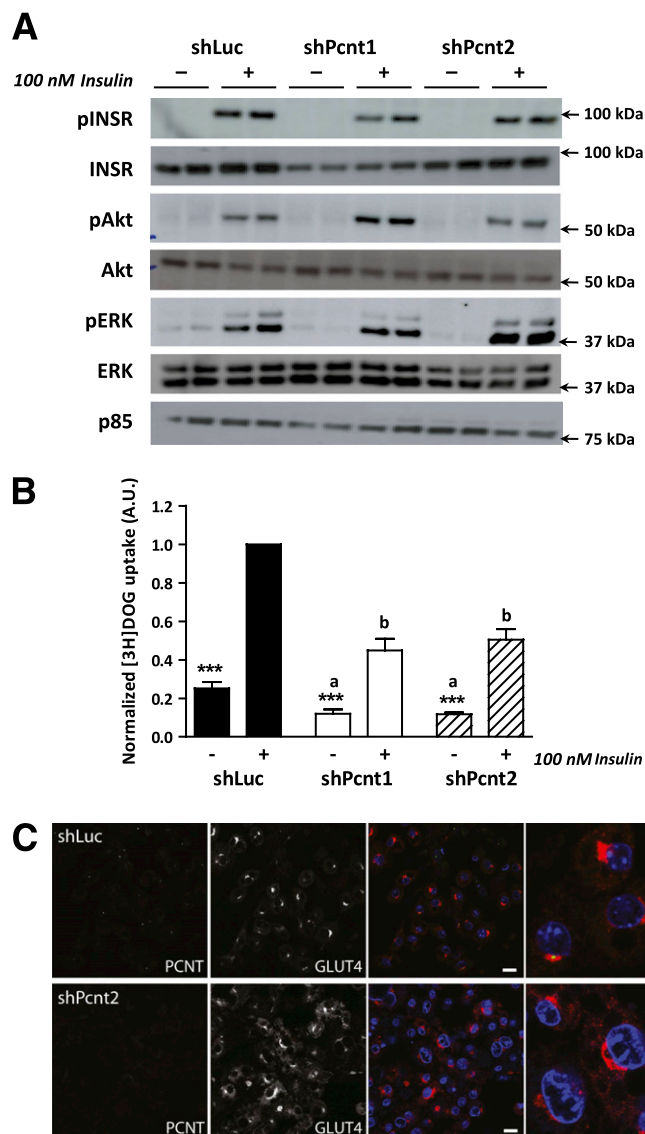 A
shLuc shPcnt1 shPcnt2
100 nM Insulin – + – + – +
pINSR ← 100 kDa
INSR ← 100 kDa
pAkt ← 50 kDa
Akt ← 50 kDa
pERK ← 37 kDa
ERK ← 37 kDa
p85 ← 75 kDa
B
Normalized [3H]DOG uptake (A.U.)
1.2
1.0
0.8
0.6
0.4
0.2
0.0
*** a *** b a *** b
- + - + - + 100 nM Insulin
shLuc shPcnt1 shPcnt2
C
shLuc
PCNT GLUT4
shPcnt2
PCNT GLUT4